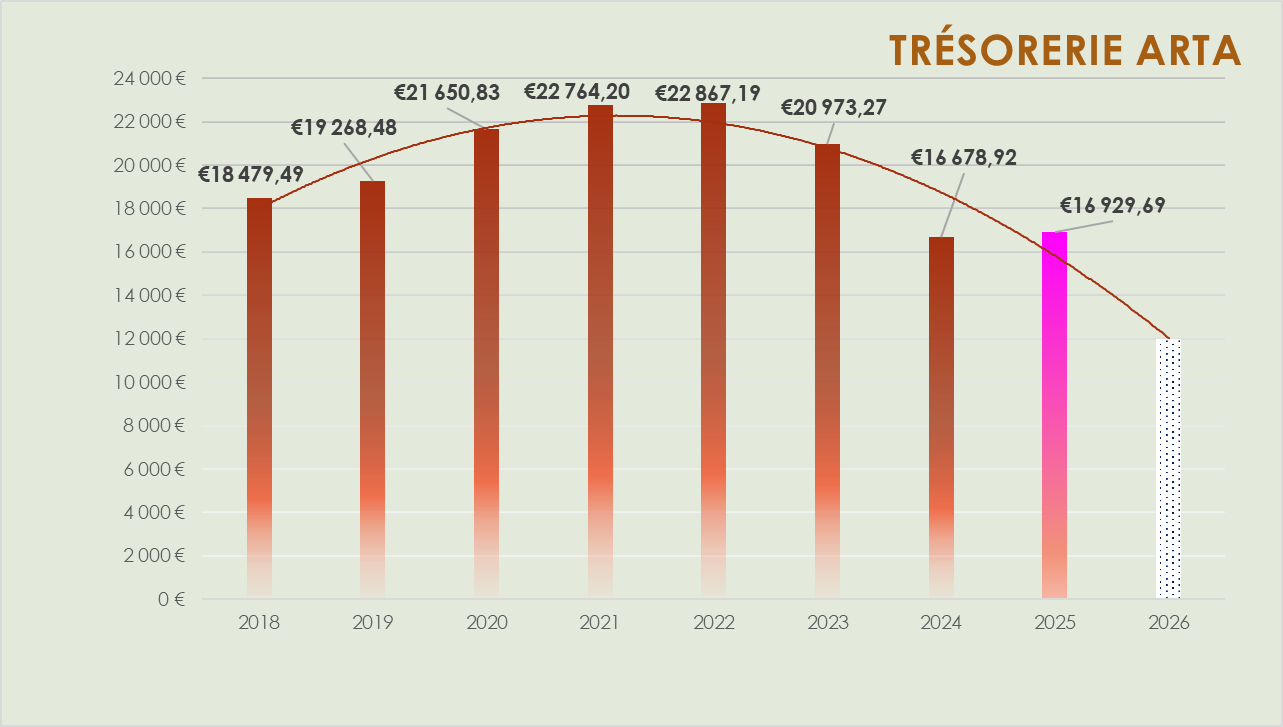 TRÉSORERIE ARTA
24 000 €
22 000 €
20 000 €
18 000 €
16 000 €
14 000 €
12 000 €
10 000 €
8 000 €
6 000 €
4 000 €
2 000 €
0 €
€18 479,49
€19 268,48
€21 650,83
€22 764,20
€22 867,19
€20 973,27
€16 678,92
€16 929,69
2018 2019 2020 2021 2022 2023 2024 2025 2026